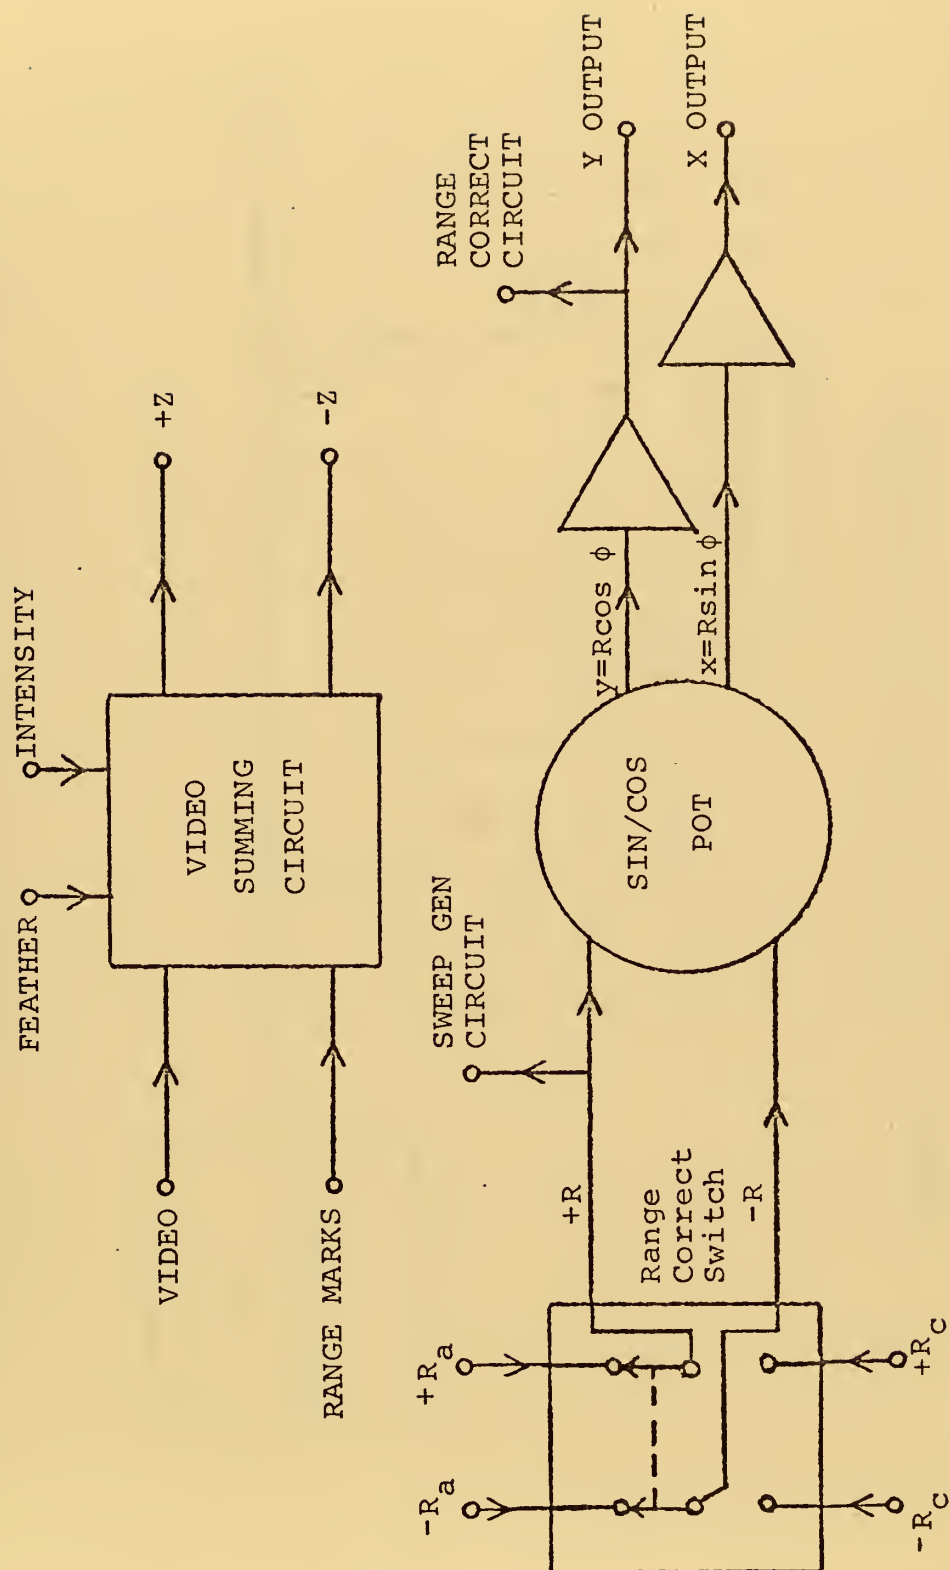 FEATHER
INTENSITY
VIDEO
RANGE MARKS
VIDEO
SUMMING
CIRCUIT
+Z
-Z
-Ra
+Ra
-Rc
+Rc
Range
Correct
Switch
+R
-R
SWEEP GEN
CIRCUIT
SIN/COS
POT
y=Rcos ϕ
x=Rsin ϕ
RANGE
CORRECT
CIRCUIT
Y OUTPUT
X OUTPUT